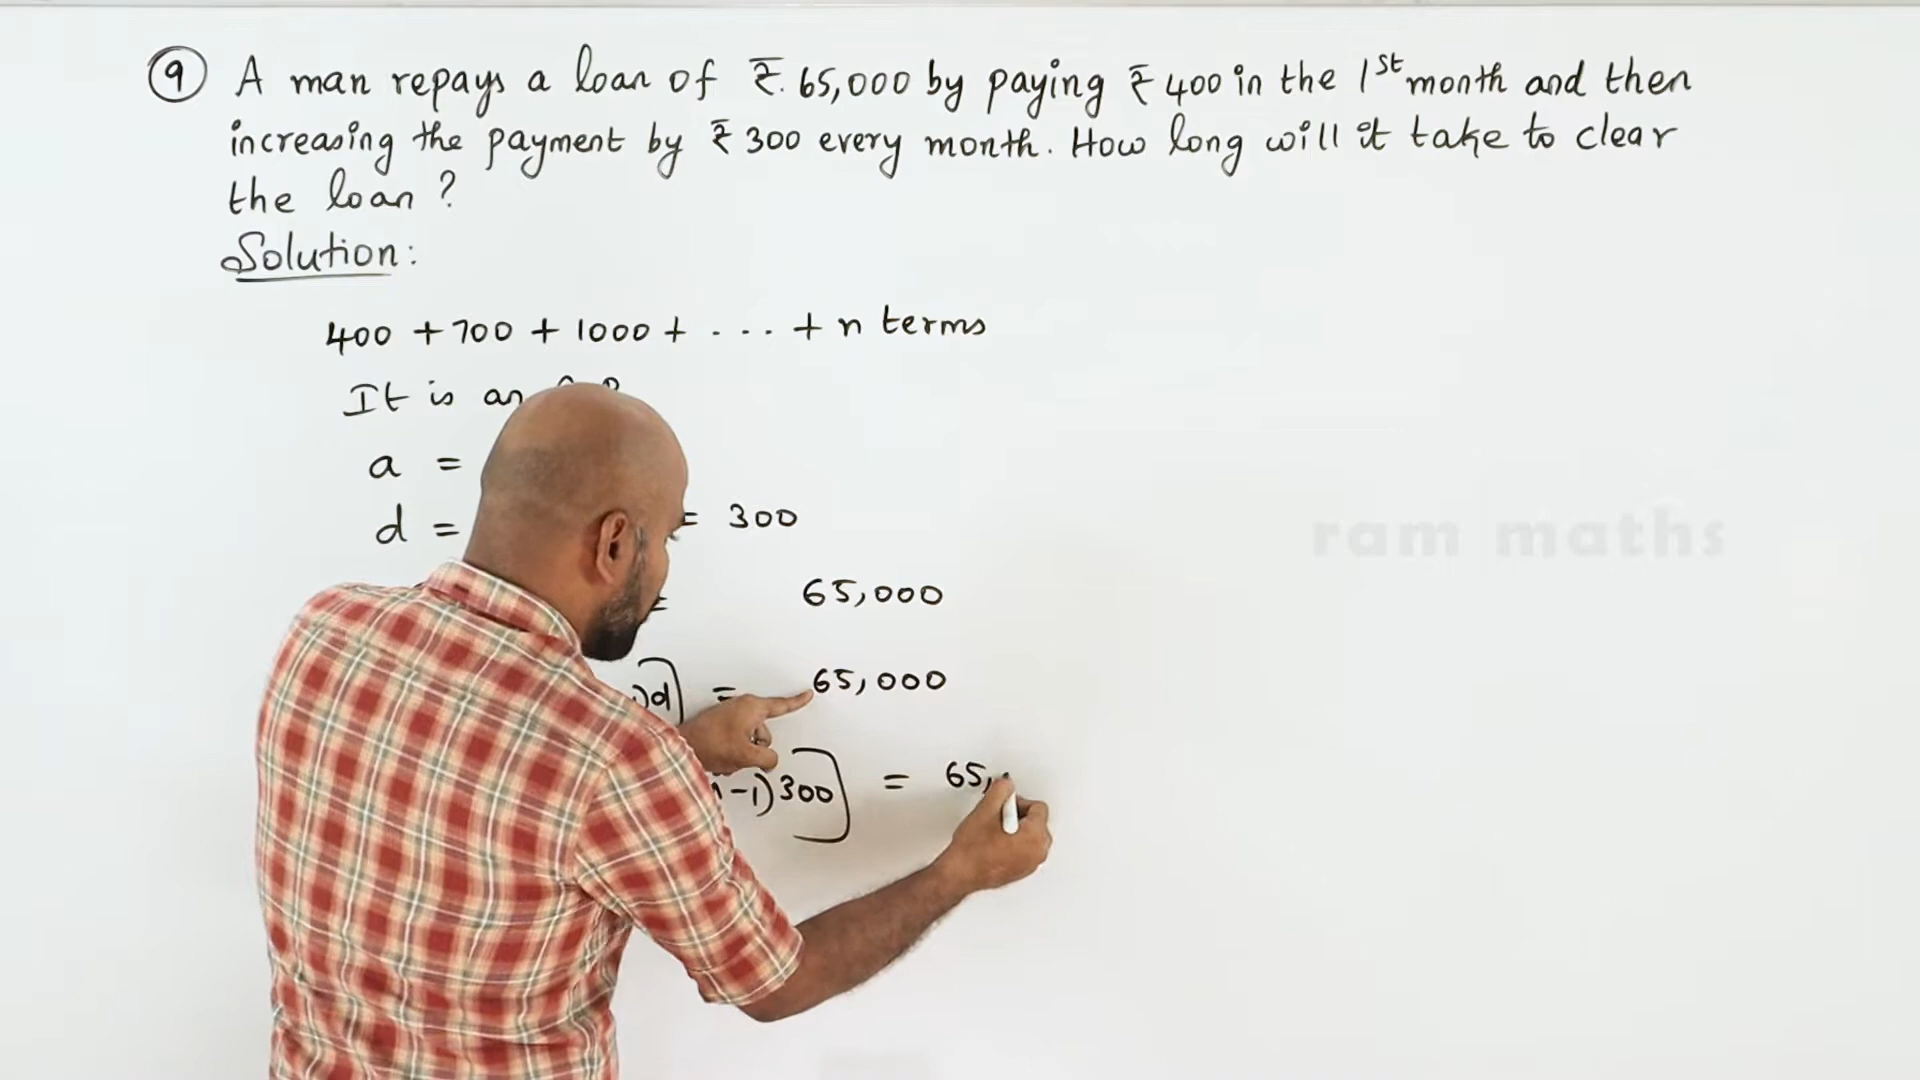 9 A man repays a loan of ₹. 65,000 by paying ₹ 400 in the 1st month and then
increasing the payment by ₹ 300 every month. How long will it take to clear
the loan ?
Solution:
400 + 700 + 1000 + . . . . + n terms
It is an
a =
d = = 300
= 65,000
)d] = 65,000
-1)300] = 65,
ram maths